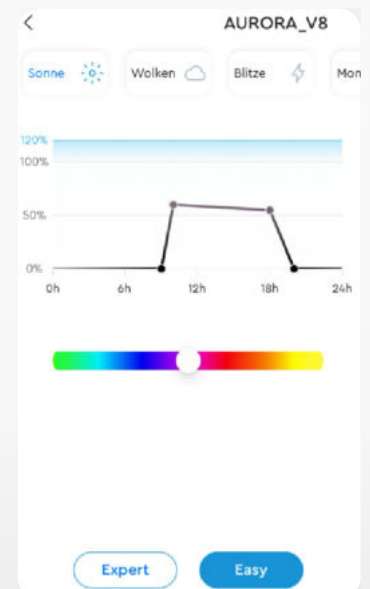 AURORA_V8
Sonne Wolken Blitze Mon
120%
100%
50%
0%
0h 6h 12h 18h 24h
Expert Easy